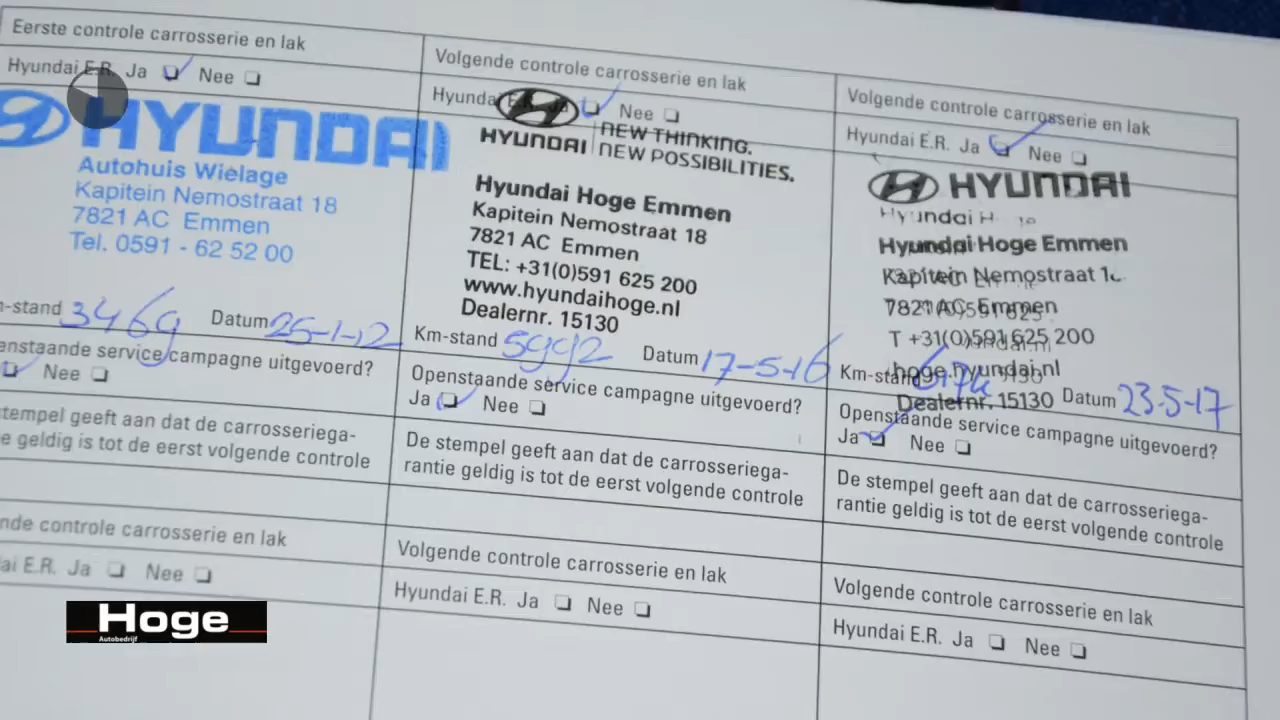 Eerste controle carrosserie en lak
Hyundai E.R. Ja Nee
HYUNDAI
Autohuis Wielage
Kapitein Nemostraat 18
7821 AC Emmen
Tel. 0591 - 62 52 00
m-stand 3469 Datum 25-1-12
enstaande service campagne uitgevoerd?
Nee
stempel geeft aan dat de carrosseriega-
e geldig is tot de eerst volgende controle
nde controle carrosserie en lak
ai E.R. Ja Nee
Volgende controle carrosserie en lak
Hyundai E.R. Ja Nee
HYUNDAI NEW THINKING.
NEW POSSIBILITIES.
Hyundai Hoge Emmen
Kapitein Nemostraat 18
7821 AC Emmen
TEL: +31(0)591 625 200
www.hyundaihoge.nl
Dealernr. 15130
Km-stand 5992 Datum 17-5-16
Openstaande service campagne uitgevoerd?
Ja Nee
De stempel geeft aan dat de carrosseriega-
rantie geldig is tot de eerst volgende controle
Volgende controle carrosserie en lak
Hyundai E.R. Ja Nee
Volgende controle carrosserie en lak
Hyundai E.R. Ja Nee
HYUNDAI
Hyundai Hoge Emmen
Kapitein Nemostraat
7821 AC Emmen
T +31(0)591 625 200
hoge.hyundai.nl
Dealernr. 15130
Km-stand Datum 23-5-17
Openstaande service campagne uitgevoerd?
Ja Nee
De stempel geeft aan dat de carrosseriega-
rantie geldig is tot de eerst volgende controle
Volgende controle carrosserie en lak
Hyundai E.R. Ja Nee
Hoge
Autobedrijf